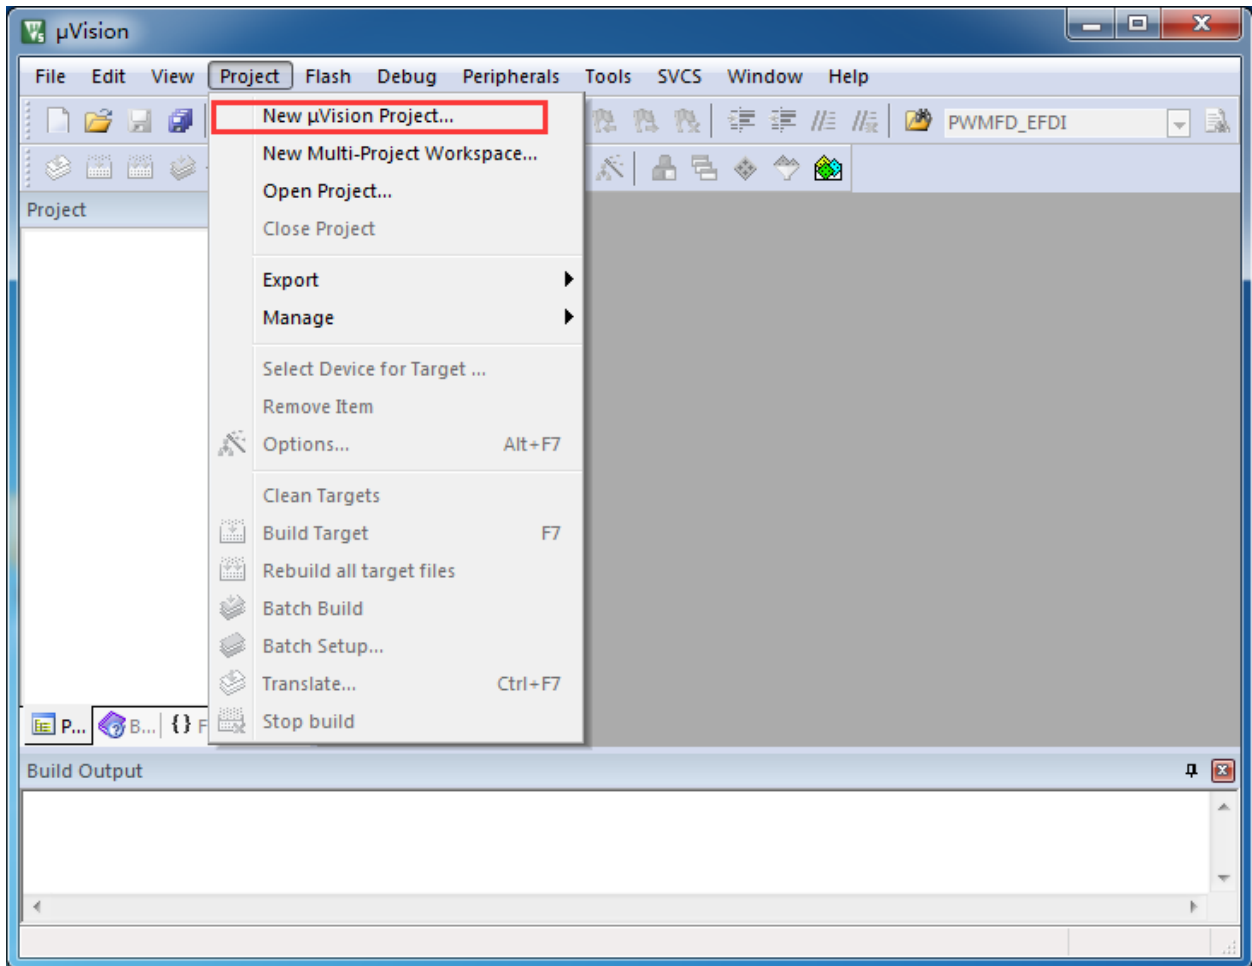 µVision
File Edit View Project Flash Debug Peripherals Tools SVCS Window Help
New µVision Project...
PWMFD_EFDI
New Multi-Project Workspace...
Project
Open Project...
Close Project
Export
Manage
Select Device for Target ...
Remove Item
Options... Alt+F7
Clean Targets
Build Target F7
Rebuild all target files
Batch Build
Batch Setup...
Translate... Ctrl+F7
Stop build
P... B... {} F
Build Output